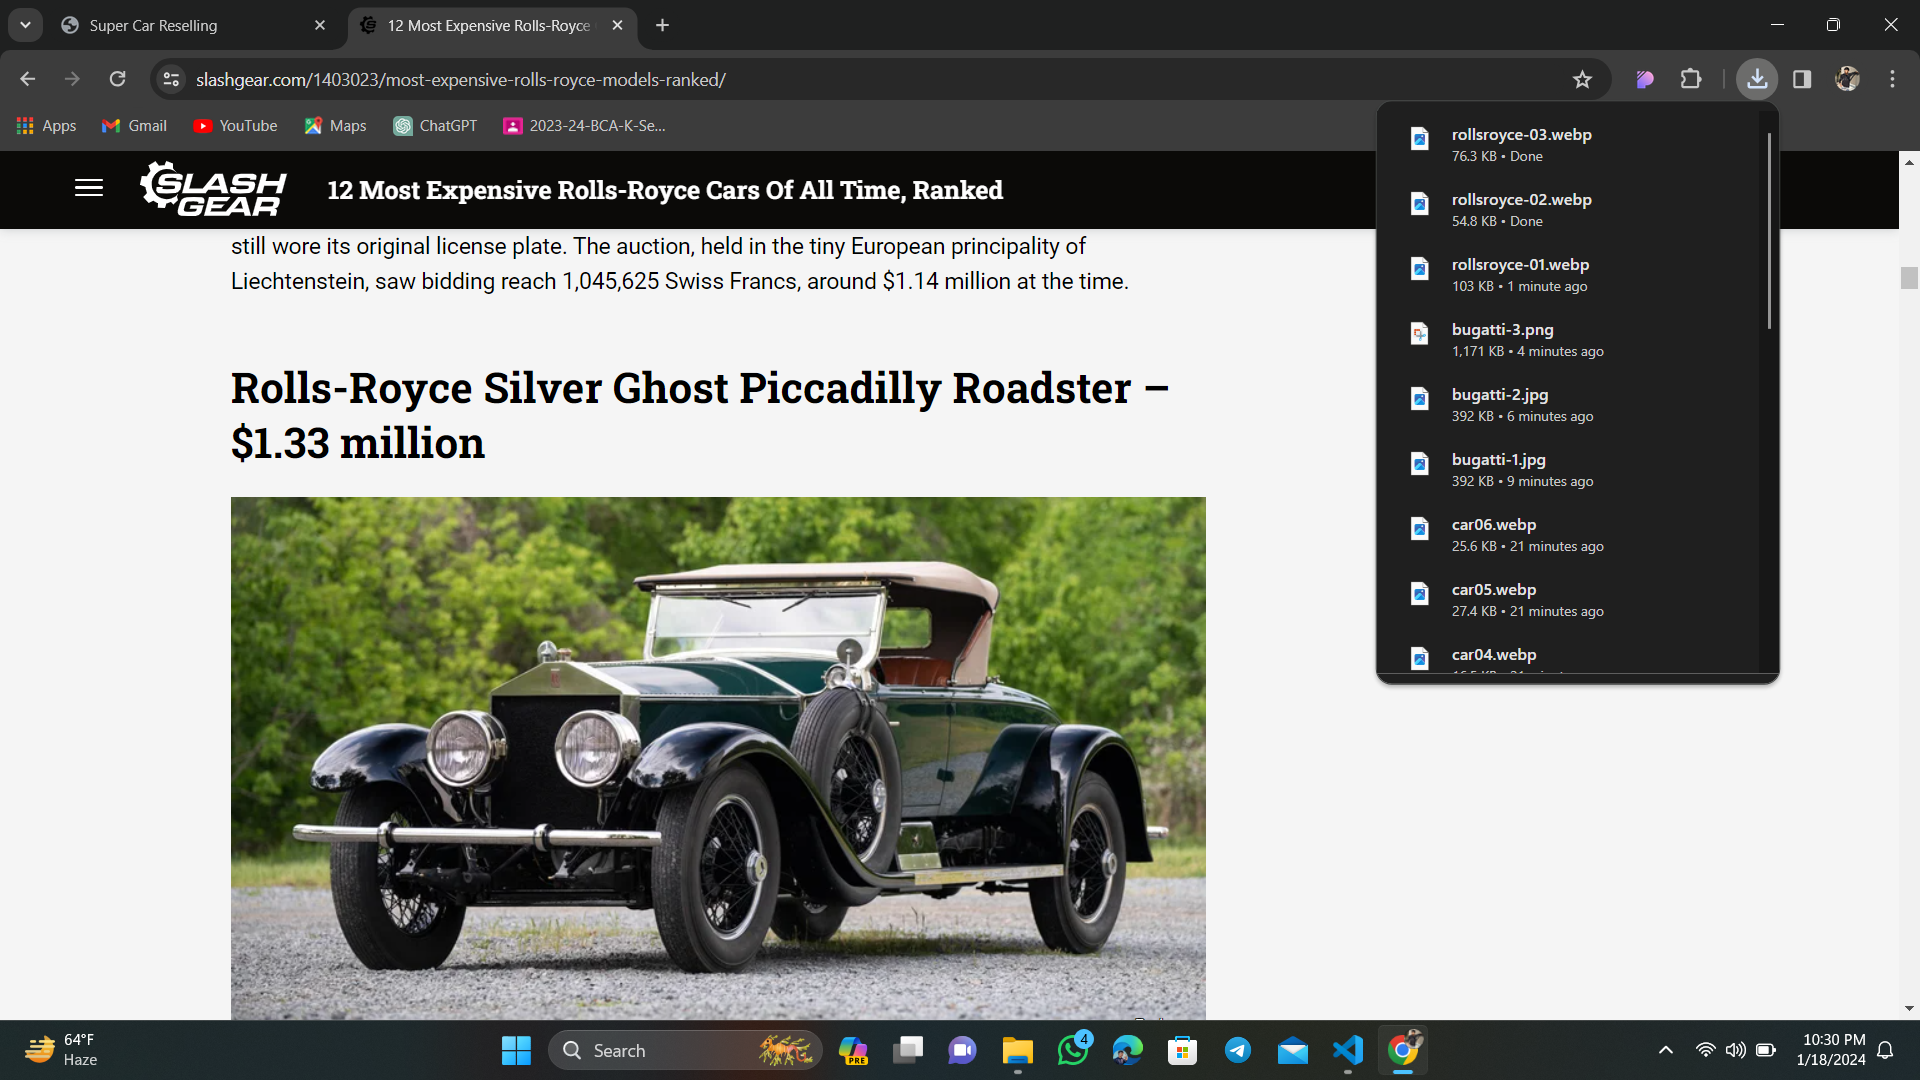 Super Car Reselling
12 Most Expensive Rolls-Royce
slashgear.com/1403023/most-expensive-rolls-royce-models-ranked/
Apps
Gmail
YouTube
Maps
ChatGPT
2023-24-BCA-K-Se...
SLASH
GEAR
12 Most Expensive Rolls-Royce Cars Of All Time, Ranked
still wore its original license plate. The auction, held in the tiny European principality of
Liechtenstein, saw bidding reach 1,045,625 Swiss Francs, around $1.14 million at the time.
Rolls-Royce Silver Ghost Piccadilly Roadster –
$1.33 million
rollsroyce-03.webp
76.3 KB • Done
rollsroyce-02.webp
54.8 KB • Done
rollsroyce-01.webp
103 KB • 1 minute ago
bugatti-3.png
1,171 KB • 4 minutes ago
bugatti-2.jpg
392 KB • 6 minutes ago
bugatti-1.jpg
392 KB • 9 minutes ago
car06.webp
25.6 KB • 21 minutes ago
car05.webp
27.4 KB • 21 minutes ago
car04.webp
64°F
Haze
Search
PRE
4
10:30 PM
1/18/2024